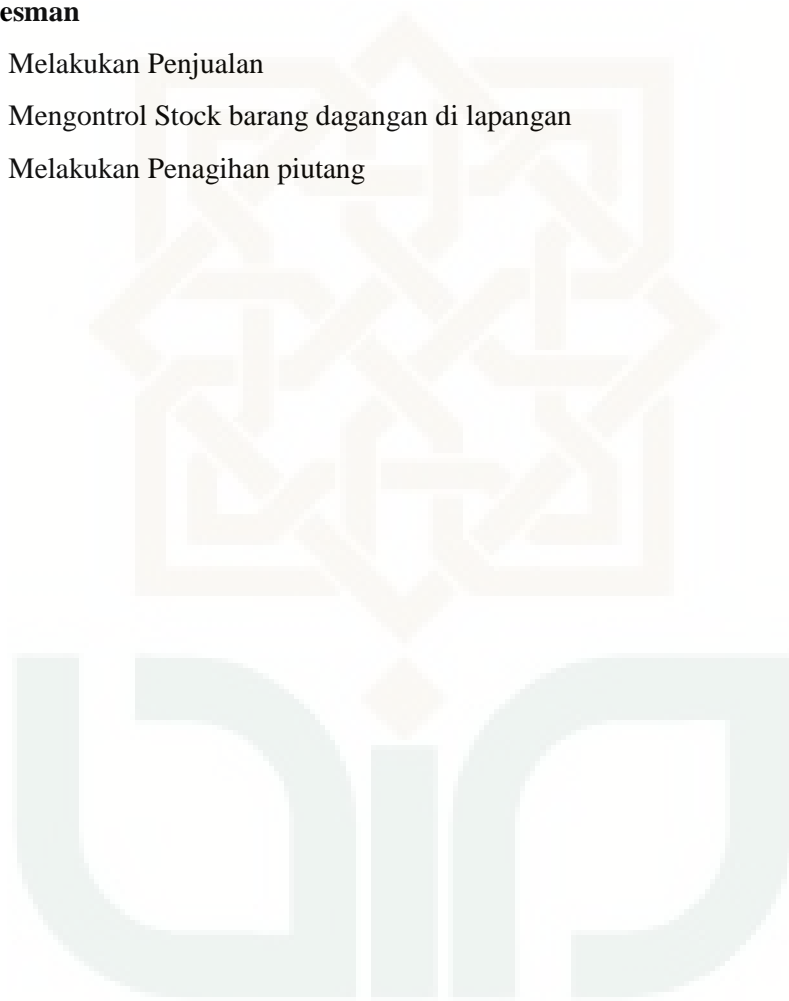 esman
Melakukan Penjualan
Mengontrol Stock barang dagangan di lapangan
Melakukan Penagihan piutang